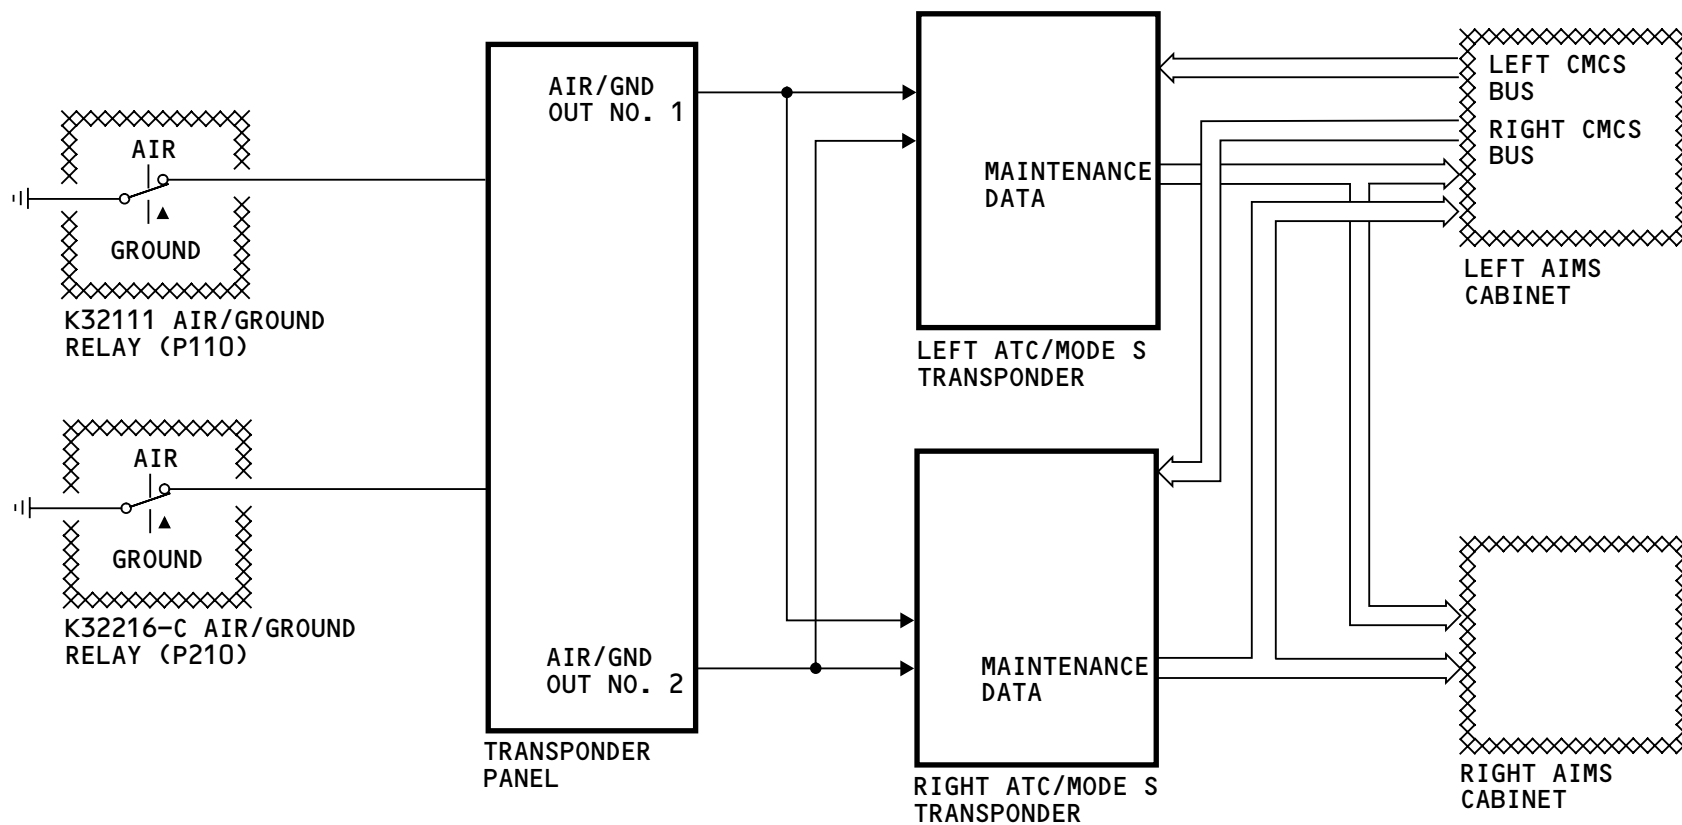 AIR
GROUND
K32111 AIR/GROUND
RELAY (P110)
AIR
GROUND
K32216-C AIR/GROUND
RELAY (P210)
AIR/GND
OUT NO. 1
AIR/GND
OUT NO. 2
TRANSPONDER
PANEL
MAINTENANCE
DATA
LEFT ATC/MODE S
TRANSPONDER
MAINTENANCE
DATA
RIGHT ATC/MODE S
TRANSPONDER
LEFT CMCS
BUS
RIGHT CMCS
BUS
LEFT AIMS
CABINET
RIGHT AIMS
CABINET